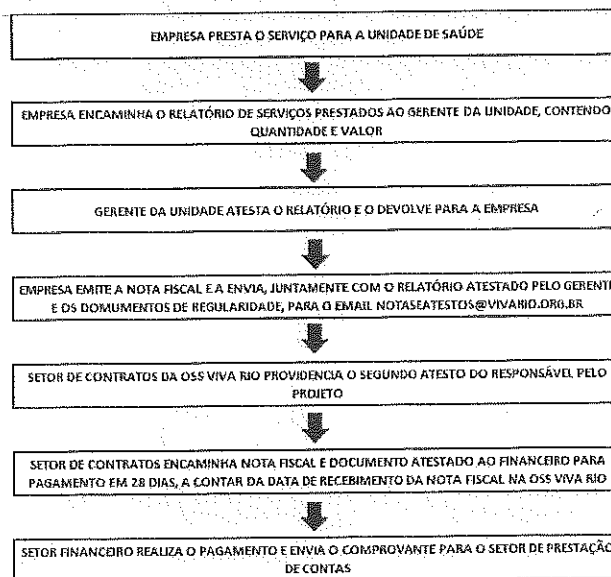 EMPRESA PRESTA O SERVIÇO PARA A UNIDADE DE SAÚDE
EMPRESA ENCAMINHA O RELATÓRIO DE SERVIÇOS PRESTADOS AO GERENTE DA UNIDADE, CONTENDO
QUANTIDADE E VALOR
GERENTE DA UNIDADE ATESTA O RELATÓRIO E O DEVOLVE PARA A EMPRESA
EMPRESA EMITE A NOTA FISCAL E A ENVIA, JUNTAMENTE COM O RELATÓRIO ATESTADO PELO GERENTE
E OS DOMUMENTOS DE REGULARIDADE, PARA O EMAIL NOTASEATESTOS@VIVARIO.ORG.BR
SETOR DE CONTRATOS DA OSS VIVA RIO PROVIDENCIA O SEGUNDO ATESTO DO RESPONSÁVEL PELO
PROJETO
SETOR DE CONTRATOS ENCAMINHA NOTA FISCAL E DOCUMENTO ATESTADO AO FINANCEIRO PARA
PAGAMENTO EM 28 DIAS, A CONTAR DA DATA DE RECEBIMENTO DA NOTA FISCAL NA OSS VIVA RIO
SETOR FINANCEIRO REALIZA O PAGAMENTO E ENVIA O COMPROVANTE PARA O SETOR DE PRESTAÇÃO
DE CONTAS